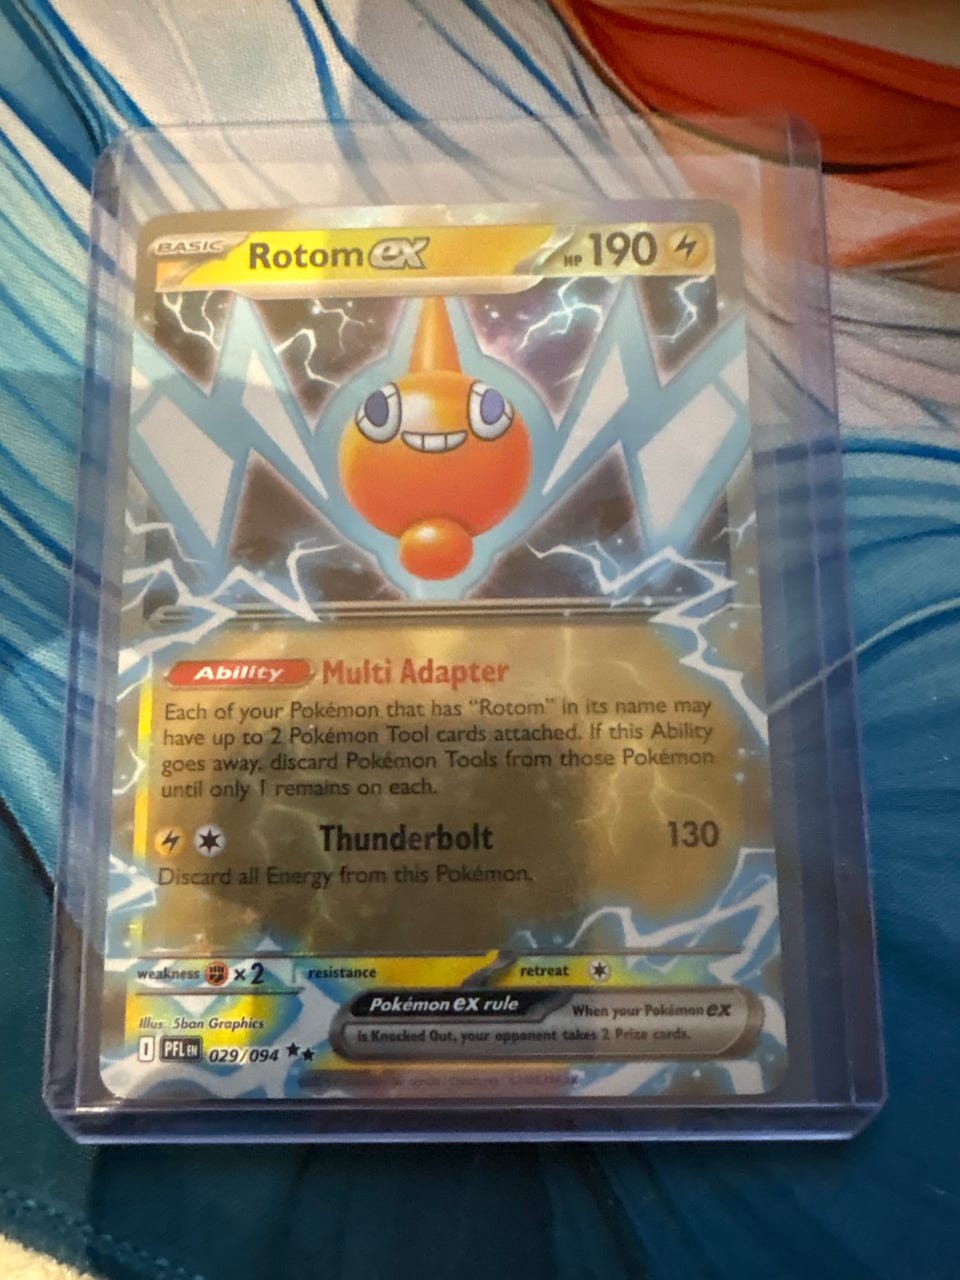 BASIC Rotom ex HP 190
Ability Multi Adapter
Each of your Pokémon that has “Rotom” in its name may
have up to 2 Pokémon Tool cards attached. If this Ability
goes away, discard Pokémon Tools from those Pokémon
until only 1 remains on each.
Thunderbolt 130
Discard all Energy from this Pokémon.
weakness ×2 resistance retreat
Pokémon ex rule When your Pokémon ex
is Knocked Out, your opponent takes 2 Prize cards.
Illus. 5ban Graphics
I PFL EN 029/094